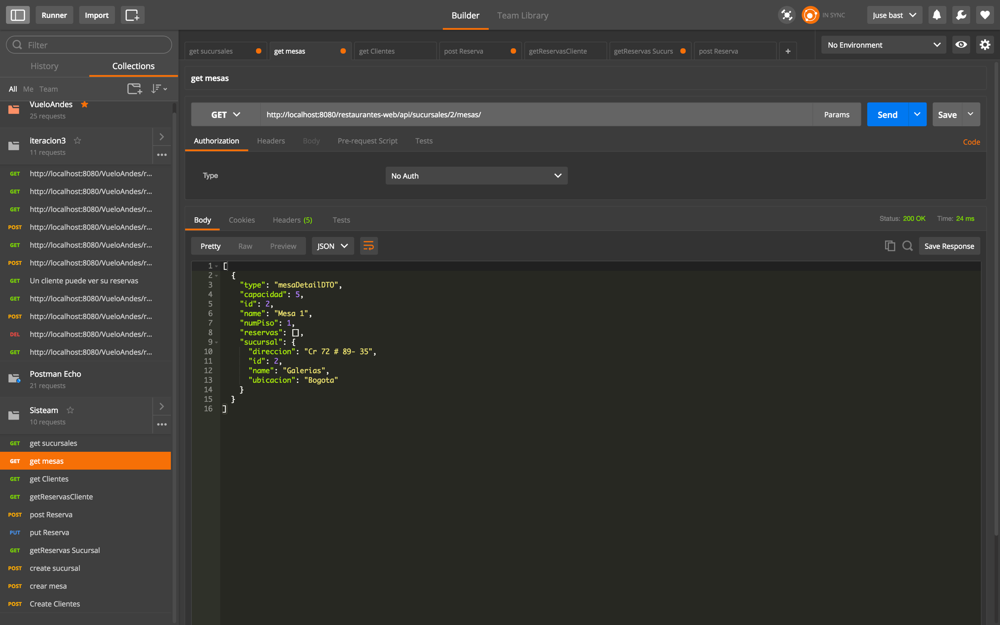 Runner Import Builder Team Library IN SYNC Juse bast
Filter
History Collections
All Me Team
VueloAndes
25 requests
iteracion3
11 requests
GET http://localhost:8080/VueloAndes/r...
GET http://localhost:8080/VueloAndes/r...
GET http://localhost:8080/VueloAndes/r...
POST http://localhost:8080/VueloAndes/r...
GET http://localhost:8080/VueloAndes/r...
POST http://localhost:8080/VueloAndes/r...
GET Un cliente puede ver su reservas
GET http://localhost:8080/VueloAndes/r...
POST http://localhost:8080/VueloAndes/r...
DEL http://localhost:8080/VueloAndes/r...
GET http://localhost:8080/VueloAndes/r...
Postman Echo
21 requests
Sisteam
10 requests
GET get sucursales
GET get mesas
GET get Clientes
GET getReservasCliente
POST post Reserva
PUT put Reserva
GET getReservas Sucursal
POST create sucursal
POST crear mesa
POST Create Clientes
get sucursales get mesas get Clientes post Reserva getReservasCliente getReservas Sucurs post Reserva + No Environment
get mesas
GET http://localhost:8080/restaurantes-web/api/sucursales/2/mesas/ Params Send Save
Authorization Headers Body Pre-request Script Tests Code
Type No Auth
Body Cookies Headers (5) Tests Status: 200 OK Time: 24 ms
Pretty Raw Preview JSON Save Response
1 [
2 {
3 "type": "mesaDetailDTO",
4 "capacidad": 5,
5 "id": 2,
6 "name": "Mesa 1",
7 "numPiso": 1,
8 "reservas": [],
9 "sucursal": {
10 "direccion": "Cr 72 # 89- 35",
11 "id": 2,
12 "name": "Galerias",
13 "ubicacion": "Bogota"
14 }
15 }
16 ]